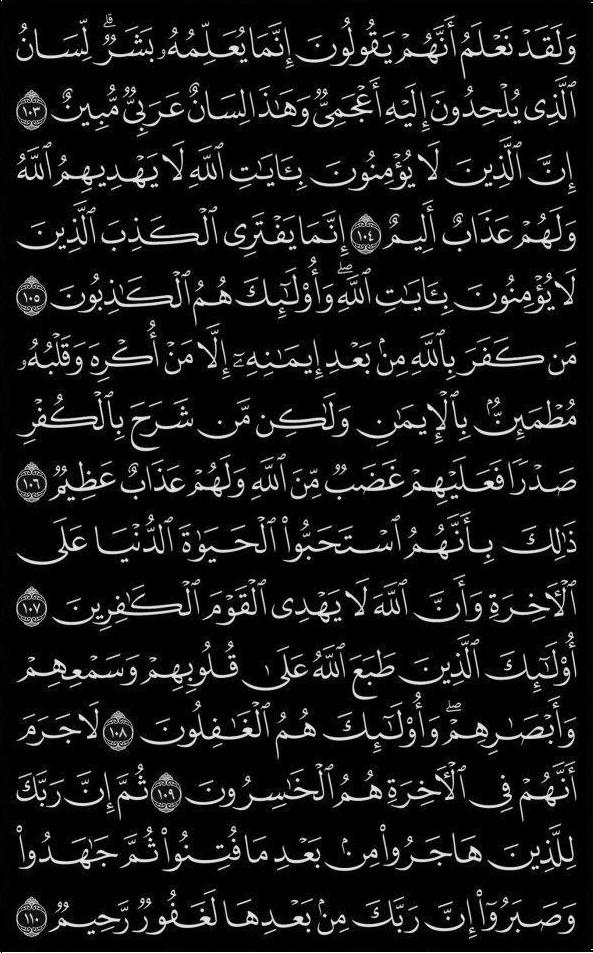 وَلَقَدْ نَعْلَمُ أَنَّهُمْ يَقُولُونَ إِنَّمَا يُعَلِّمُهُۥ بَشَرٌۗ لِّسَانُ
ٱلَّذِى يُلْحِدُونَ إِلَيْهِ أَعْجَمِىٌّ وَهَٰذَا لِسَانٌ عَرَبِىٌّ مُّبِينٌ ١٠٣
إِنَّ ٱلَّذِينَ لَا يُؤْمِنُونَ بِـَٔايَٰتِ ٱللَّهِ لَا يَهْدِيهِمُ ٱللَّهُ
وَلَهُمْ عَذَابٌ أَلِيمٌ ١٠٤ إِنَّمَا يَفْتَرِى ٱلْكَذِبَ ٱلَّذِينَ
لَا يُؤْمِنُونَ بِـَٔايَٰتِ ٱللَّهِۖ وَأُو۟لَٰٓئِكَ هُمُ ٱلْكَٰذِبُونَ ١٠٥
مَن كَفَرَ بِٱللَّهِ مِنۢ بَعْدِ إِيمَٰنِهِۦٓ إِلَّا مَنْ أُكْرِهَ وَقَلْبُهُۥ
مُطْمَئِنٌّۢ بِٱلْإِيمَٰنِ وَلَٰكِن مَّن شَرَحَ بِٱلْكُفْرِ
صَدْرًا فَعَلَيْهِمْ غَضَبٌ مِّنَ ٱللَّهِ وَلَهُمْ عَذَابٌ عَظِيمٌ ١٠٦
ذَٰلِكَ بِأَنَّهُمُ ٱسْتَحَبُّوا۟ ٱلْحَيَوٰةَ ٱلدُّنْيَا عَلَى
ٱلْءَاخِرَةِ وَأَنَّ ٱللَّهَ لَا يَهْدِى ٱلْقَوْمَ ٱلْكَٰفِرِينَ ١٠٧
أُو۟لَٰٓئِكَ ٱلَّذِينَ طَبَعَ ٱللَّهُ عَلَىٰ قُلُوبِهِمْ وَسَمْعِهِمْ
وَأَبْصَٰرِهِمْۖ وَأُو۟لَٰٓئِكَ هُمُ ٱلْغَٰفِلُونَ ١٠٨ لَا جَرَمَ
أَنَّهُمْ فِى ٱلْءَاخِرَةِ هُمُ ٱلْخَٰسِرُونَ ١٠٩ ثُمَّ إِنَّ رَبَّكَ
لِلَّذِينَ هَاجَرُوا۟ مِنۢ بَعْدِ مَا فُتِنُوا۟ ثُمَّ جَٰهَدُوا۟
وَصَبَرُوٓا۟ إِنَّ رَبَّكَ مِنۢ بَعْدِهَا لَغَفُورٌ رَّحِيمٌ ١١٠